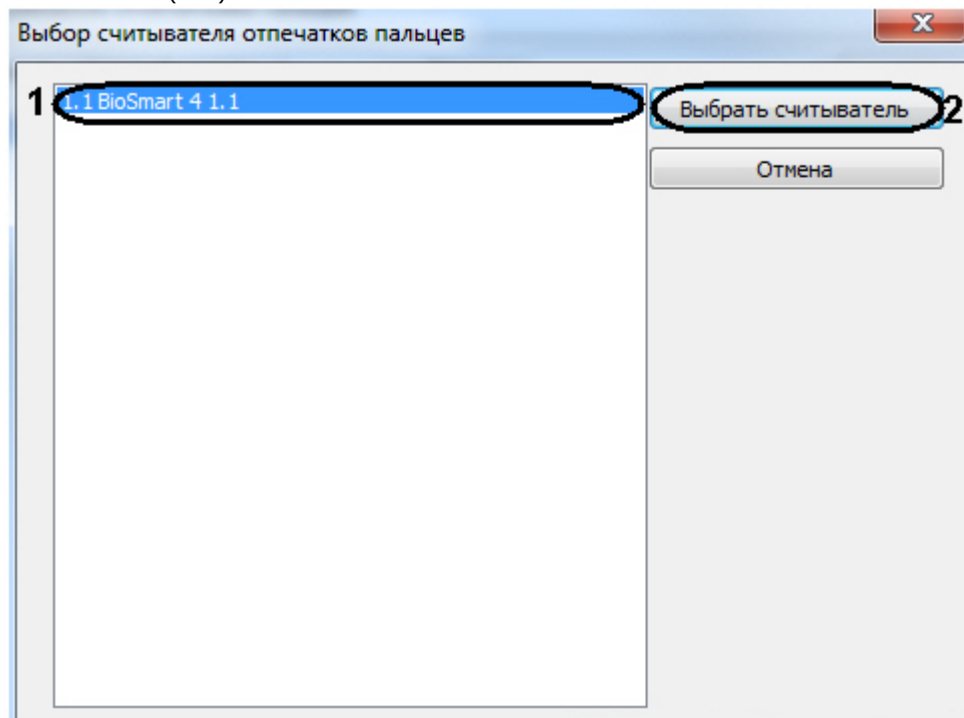 Выбор считывателя отпечатков пальцев
1
1.1 BioSmart 4 1.1
Выбрать считыватель
2
Отмена